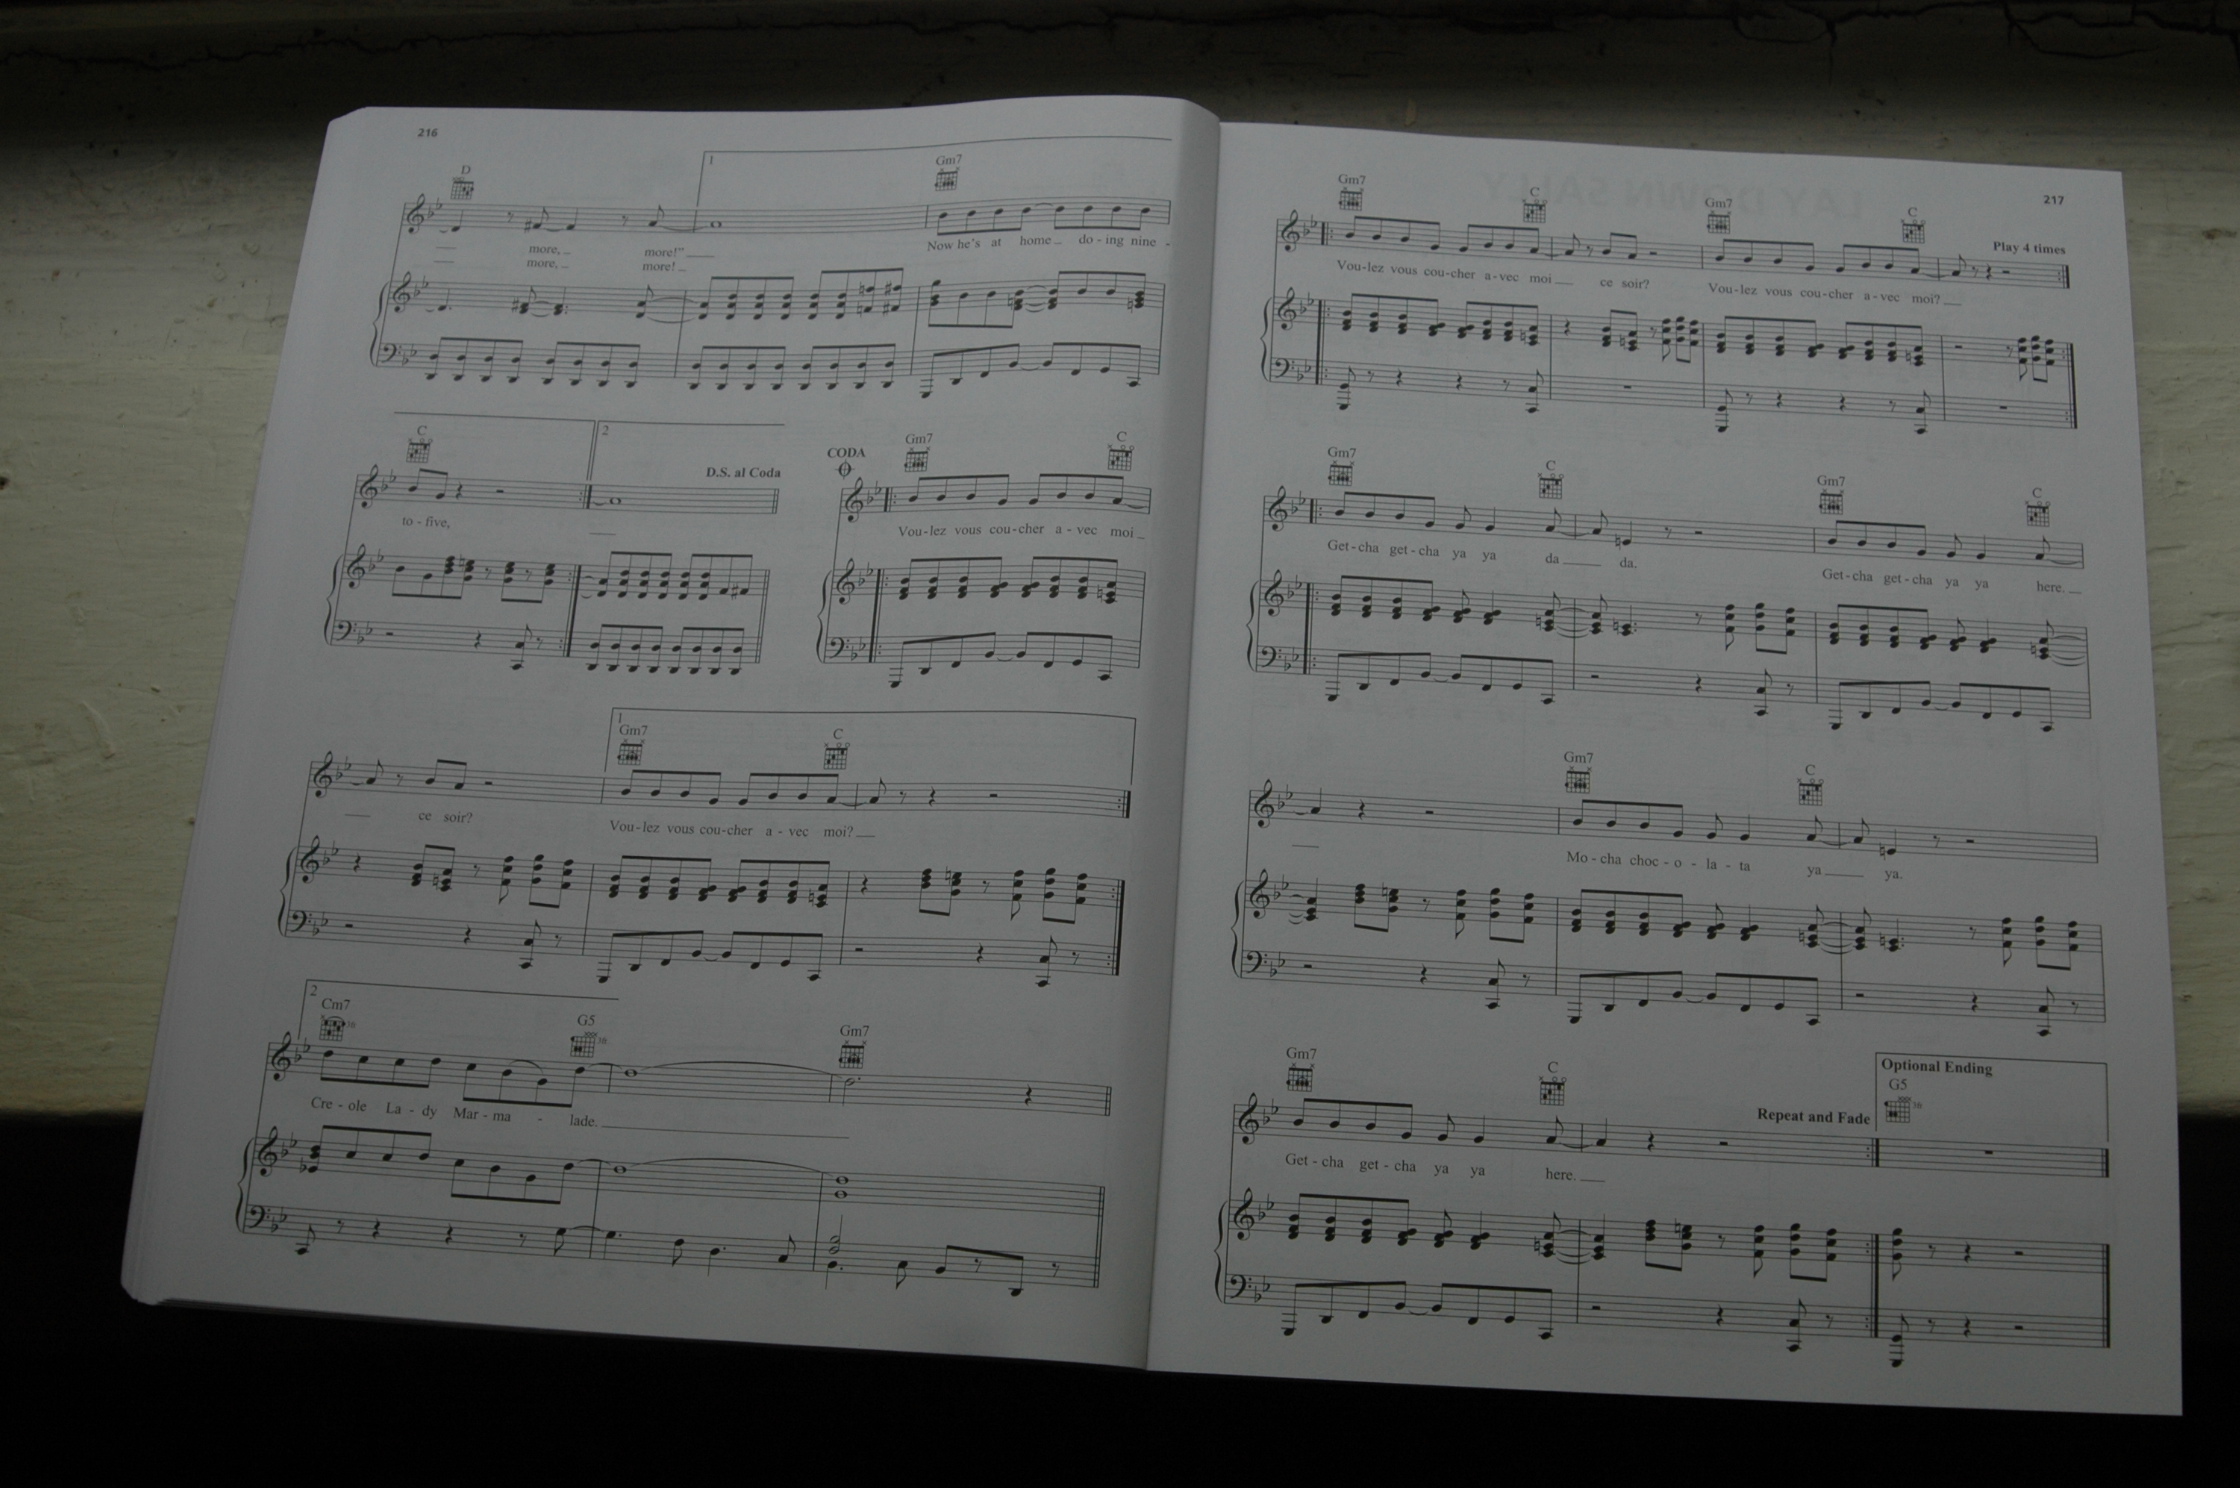 216
1
D Gm7
more, more!" Now he's at home do - ing nine -
more, more!
C 2 D.S. al Coda CODA Gm7 C
to - five, Vou - lez vous cou - cher a - vec moi
1
Gm7 C
ce soir? Vou - lez vous cou - cher a - vec moi?
2
Cm7 G5 Gm7
Cre - ole La - dy Mar - ma - lade.
217
Gm7 C Gm7 C
Play 4 times
Vou - lez vous cou - cher a - vec moi ce soir? Vou - lez vous cou - cher a - vec moi?
Gm7 C Gm7 C
Get - cha get - cha ya ya da da. Get - cha get - cha ya ya here.
Gm7 C
Mo - cha choc - o - la - ta ya ya.
Gm7 C Optional Ending
G5
Repeat and Fade
Get - cha get - cha ya ya here.
LAY DOWN SALLY